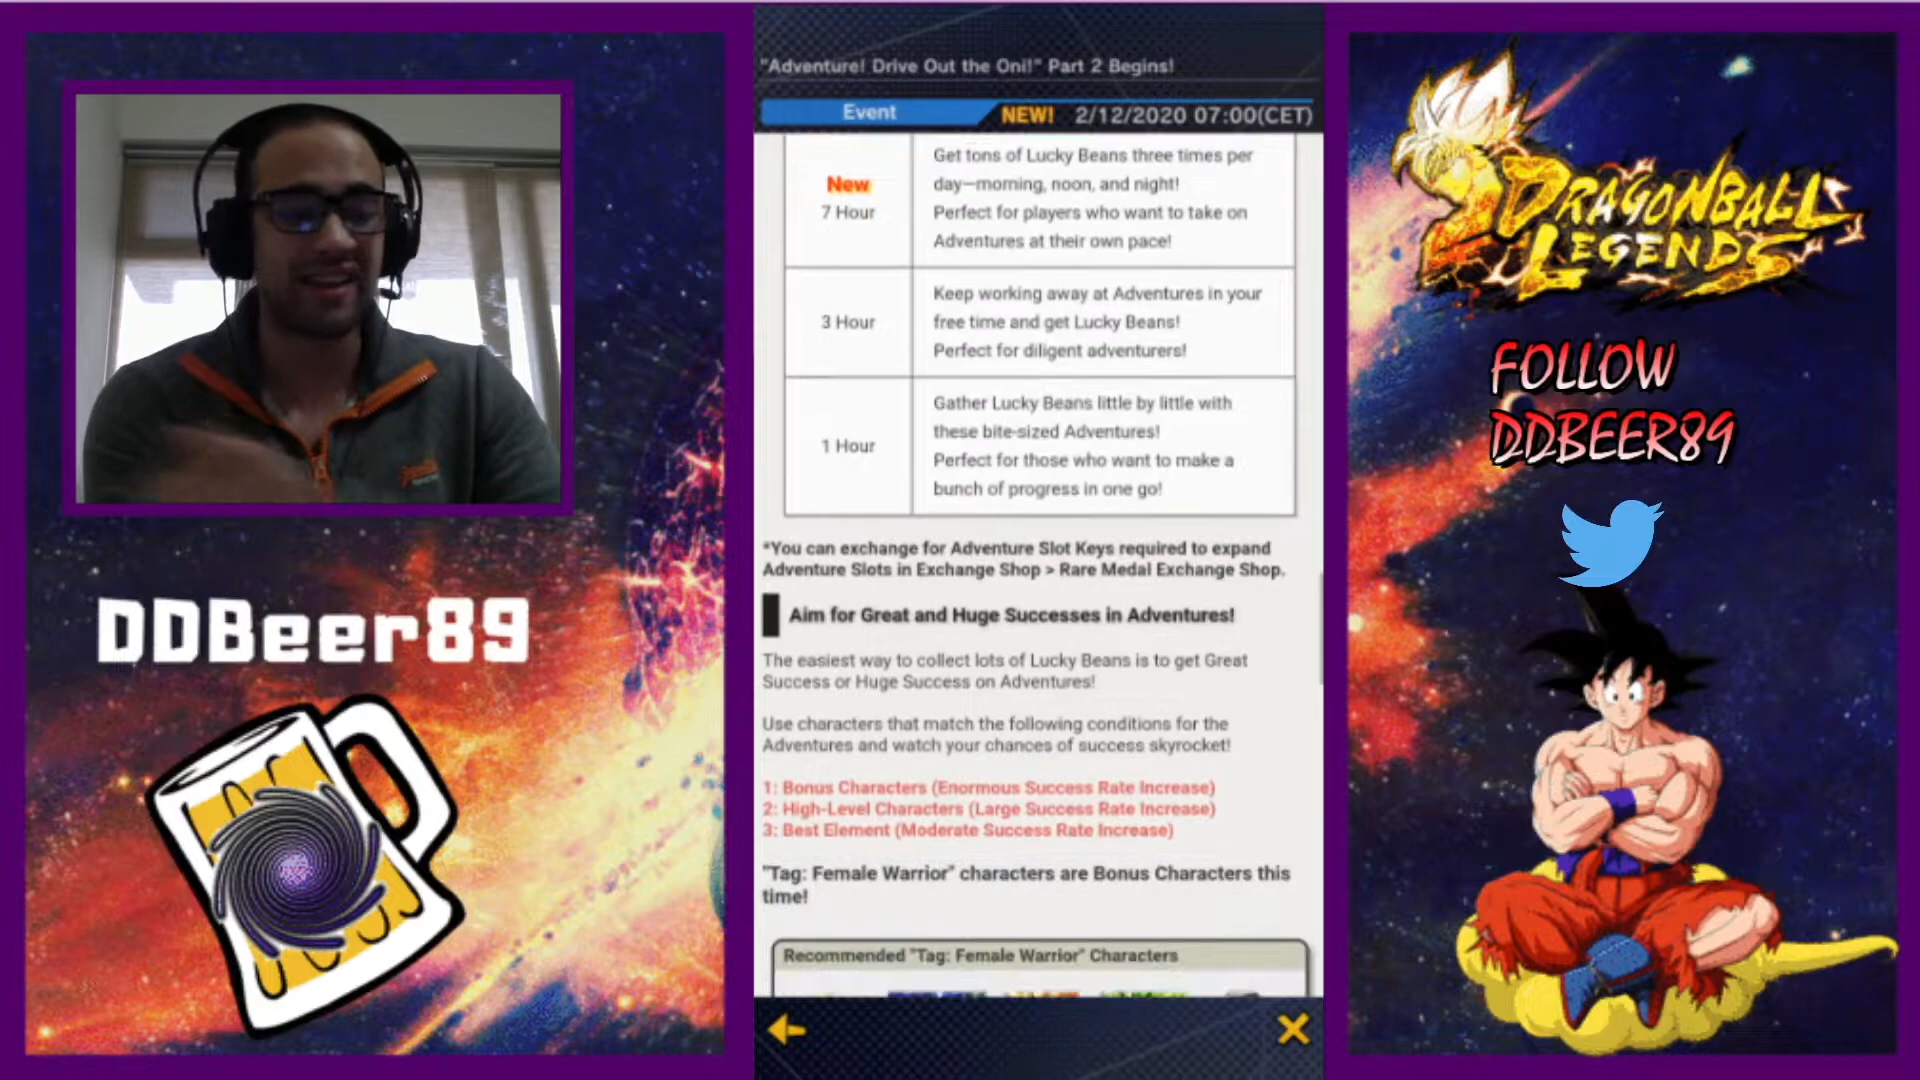 "Adventure! Drive Out the Oni!" Part 2 Begins!
Event
NEW! 2/12/2020 07:00(CET)
New
7 Hour
Get tons of Lucky Beans three times per
day—morning, noon, and night!
Perfect for players who want to take on
Adventures at their own pace!
3 Hour
Keep working away at Adventures in your
free time and get Lucky Beans!
Perfect for diligent adventurers!
1 Hour
Gather Lucky Beans little by little with
these bite-sized Adventures!
Perfect for those who want to make a
bunch of progress in one go!
*You can exchange for Adventure Slot Keys required to expand
Adventure Slots in Exchange Shop > Rare Medal Exchange Shop.
Aim for Great and Huge Successes in Adventures!
The easiest way to collect lots of Lucky Beans is to get Great
Success or Huge Success on Adventures!
Use characters that match the following conditions for the
Adventures and watch your chances of success skyrocket!
1: Bonus Characters (Enormous Success Rate Increase)
2: High-Level Characters (Large Success Rate Increase)
3: Best Element (Moderate Success Rate Increase)
"Tag: Female Warrior" characters are Bonus Characters this
time!
Recommended "Tag: Female Warrior" Characters
DDBeer89
DRAGONBALL
LEGENDS
FOLLOW
DDBEER89